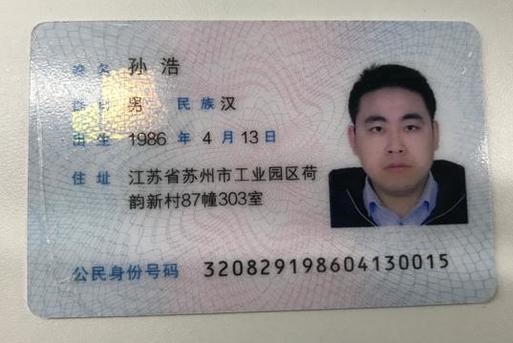 姓名 孙浩
性别 男 民族 汉
出生 1986 年 4 月 13 日
住址 江苏省苏州市工业园区荷
韵新村87幢303室
公民身份号码 320829198604130015